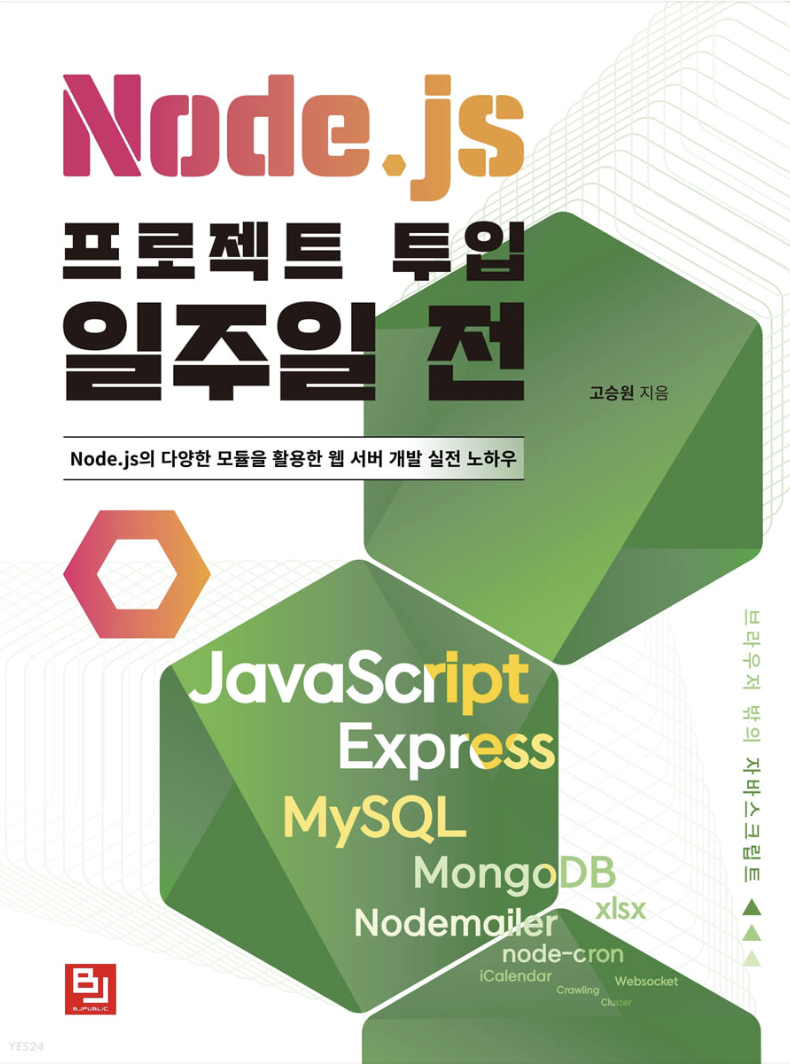 Node.js
프로젝트 투입
일주일 전
고승원 지음
Node.js의 다양한 모듈을 활용한 웹 서버 개발 실전 노하우
브라우저 밖의 자바스크립트
JavaScript
Express
MySQL
MongoDB
xlsx
Nodemailer
node-cron
iCalendar
Websocket
Crawling
Cluster
BJ
BJPUBLIC
YES24